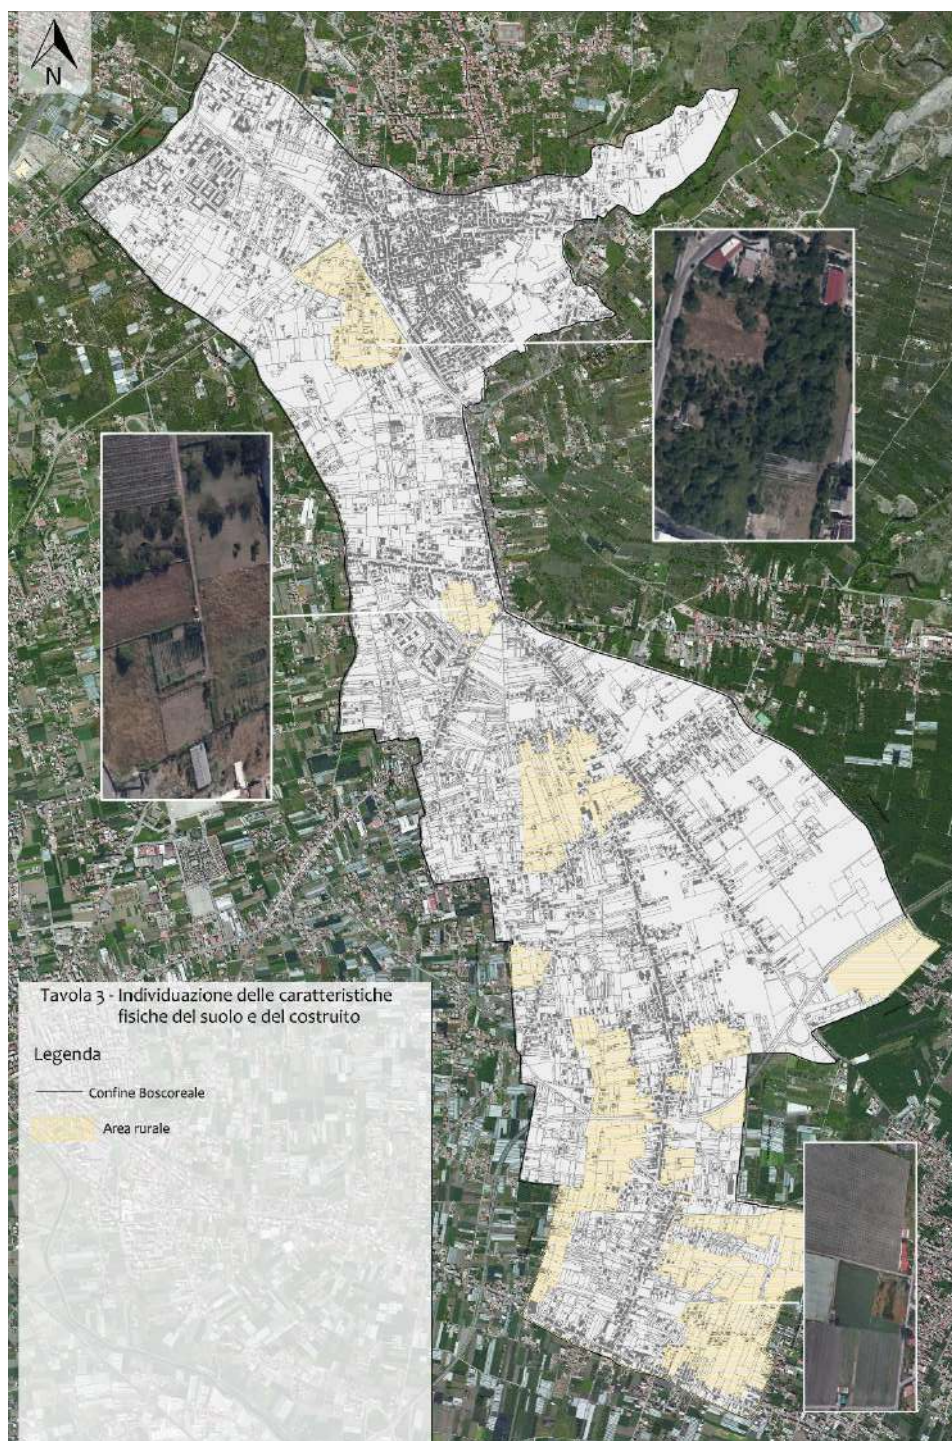 N
Tavola 3 - Individuazione delle caratteristiche
fisiche del suolo e del costruito
Legenda
Confine Boscoreale
Area rurale